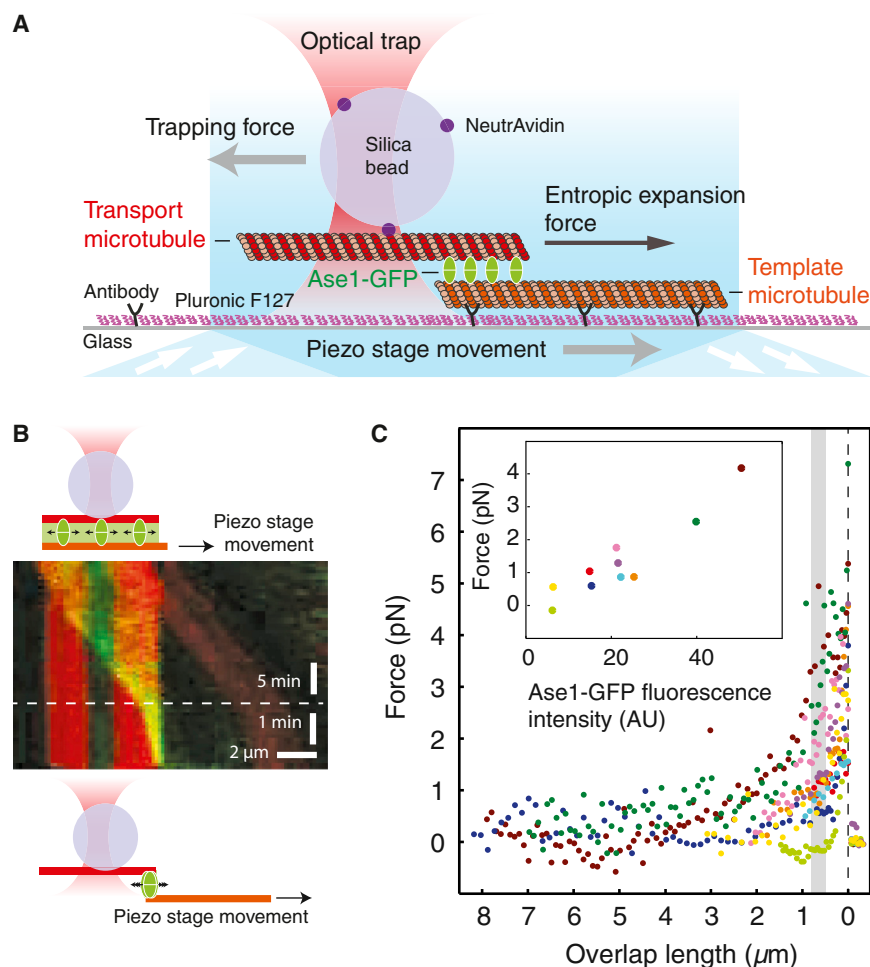 A
Optical trap
Trapping force
Silica
bead
NeutrAvidin
Transport
microtubule
Entropic expansion
force
Ase1-GFP
Template
microtubule
Antibody
Pluronic F127
Glass
Piezo stage movement
B
Piezo stage
movement
5 min
1 min
2 µm
Piezo stage movement
C
Force (pN)
7
6
5
4
3
2
1
0
8 7 6 5 4 3 2 1 0
Overlap length (µm)
Force (pN)
4
3
2
1
0
0 20 40
Ase1-GFP fluorescence
intensity (AU)